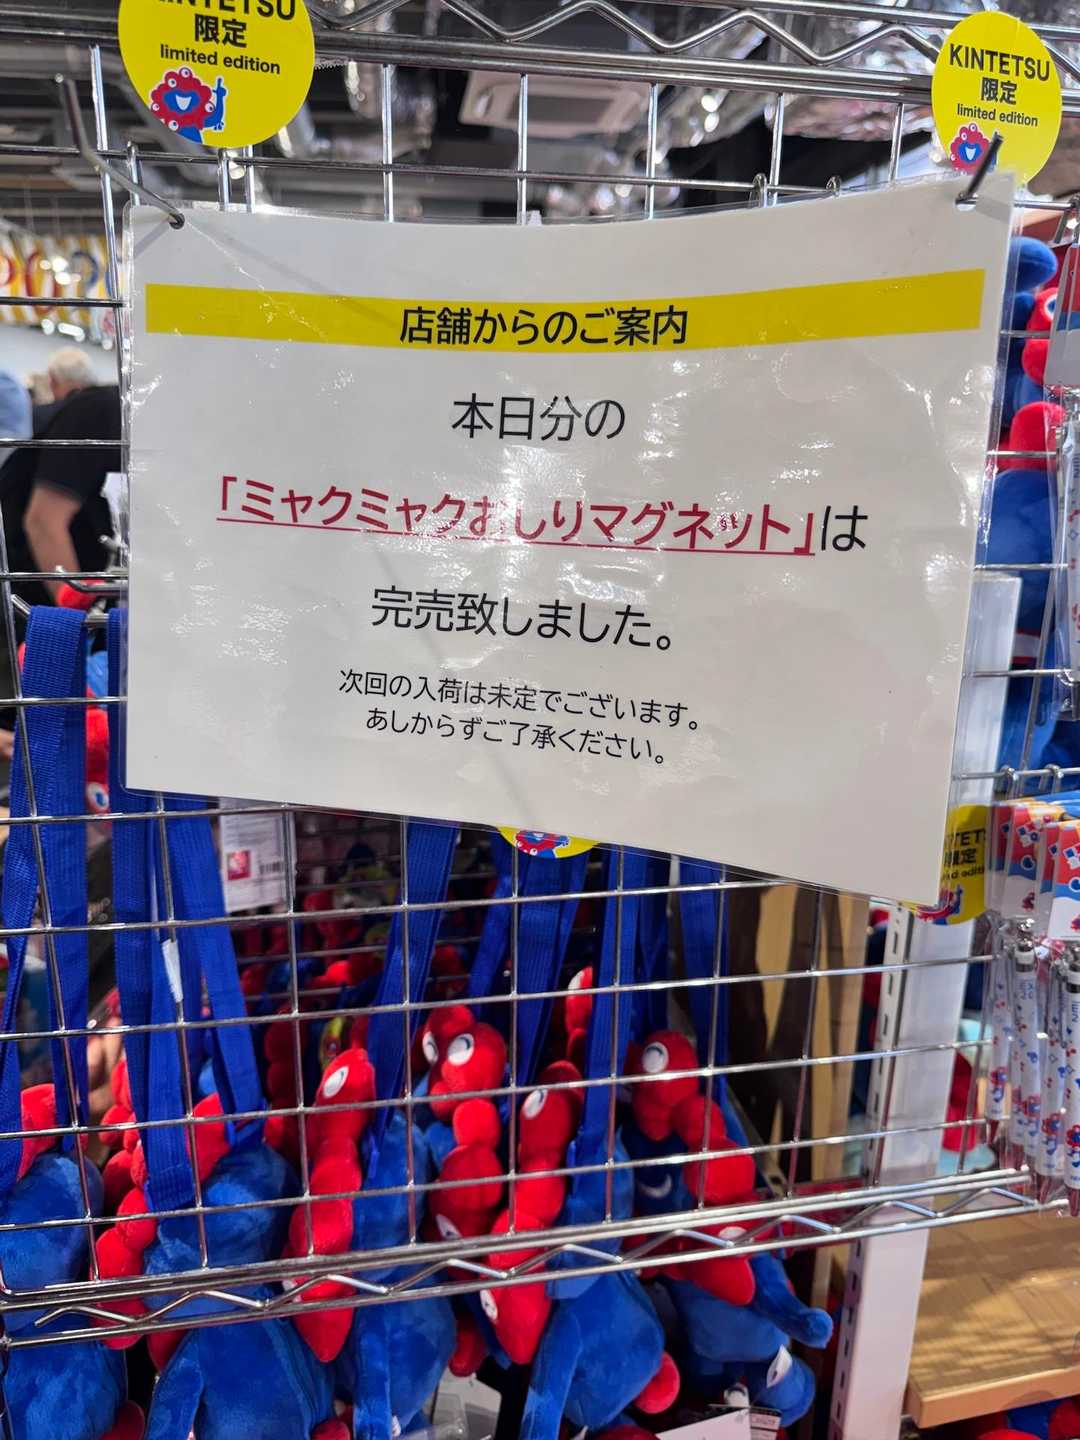 KINTETSU
限定
limited edition
KINTETSU
限定
limited edition
店舗からのご案内
本日分の
「ミャクミャクおしりマグネット」は
完売致しました。
次回の入荷は未定でございます。
あしからずご了承ください。
限定